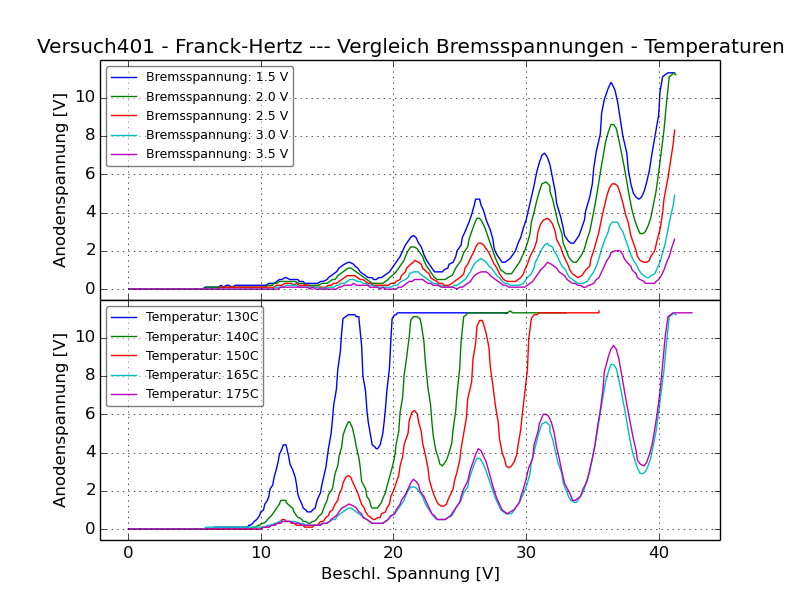 Versuch401 - Franck-Hertz --- Vergleich Bremsspannungen - Temperaturen
Anodenspannung [V]
10
8
6
4
2
0
Bremsspannung: 1.5 V
Bremsspannung: 2.0 V
Bremsspannung: 2.5 V
Bremsspannung: 3.0 V
Bremsspannung: 3.5 V
Anodenspannung [V]
10
8
6
4
2
0
Temperatur: 130C
Temperatur: 140C
Temperatur: 150C
Temperatur: 165C
Temperatur: 175C
0 10 20 30 40
Beschl. Spannung [V]